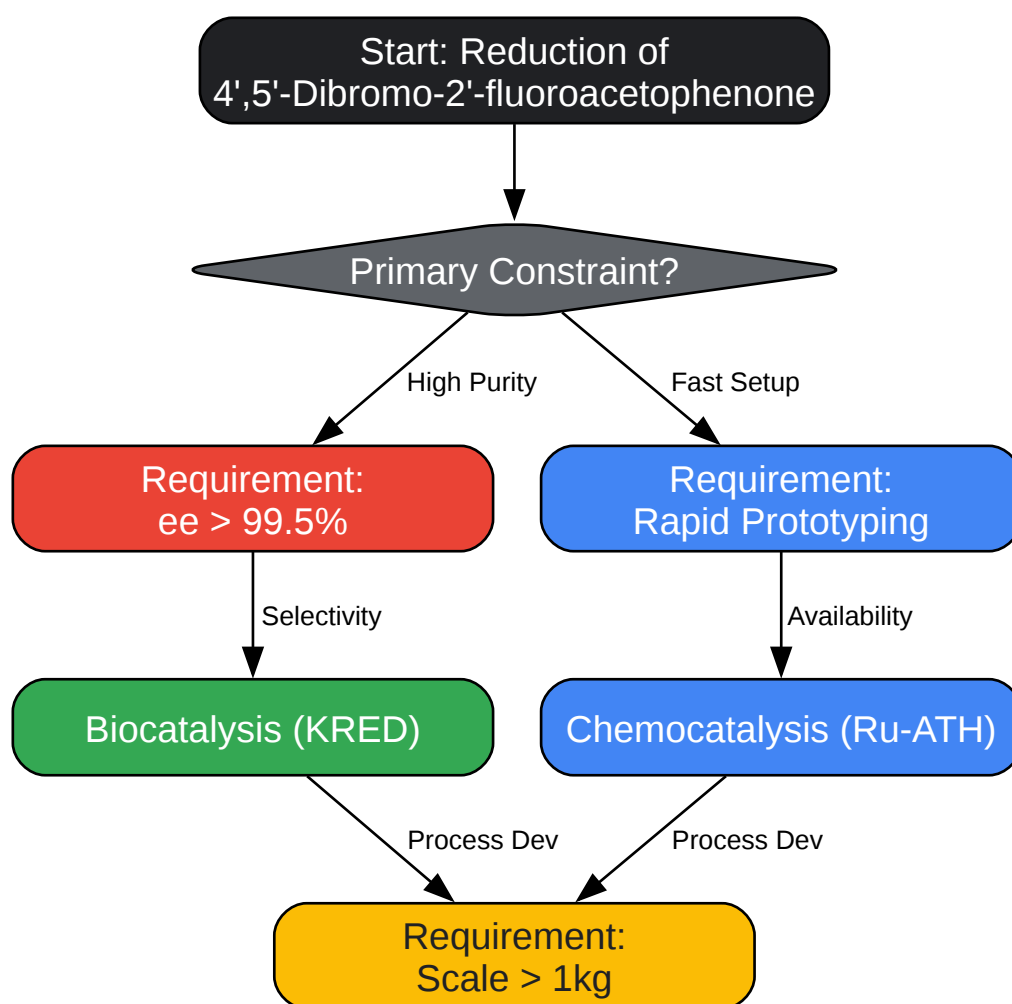 Start: Reduction of
4',5'-Dibromo-2'-fluoroacetophenone
Primary Constraint?
High Purity
Fast Setup
Requirement:
ee > 99.5%
Requirement:
Rapid Prototyping
Selectivity
Availability
Biocatalysis (KRED)
Chemocatalysis (Ru-ATH)
Process Dev
Process Dev
Requirement:
Scale > 1kg